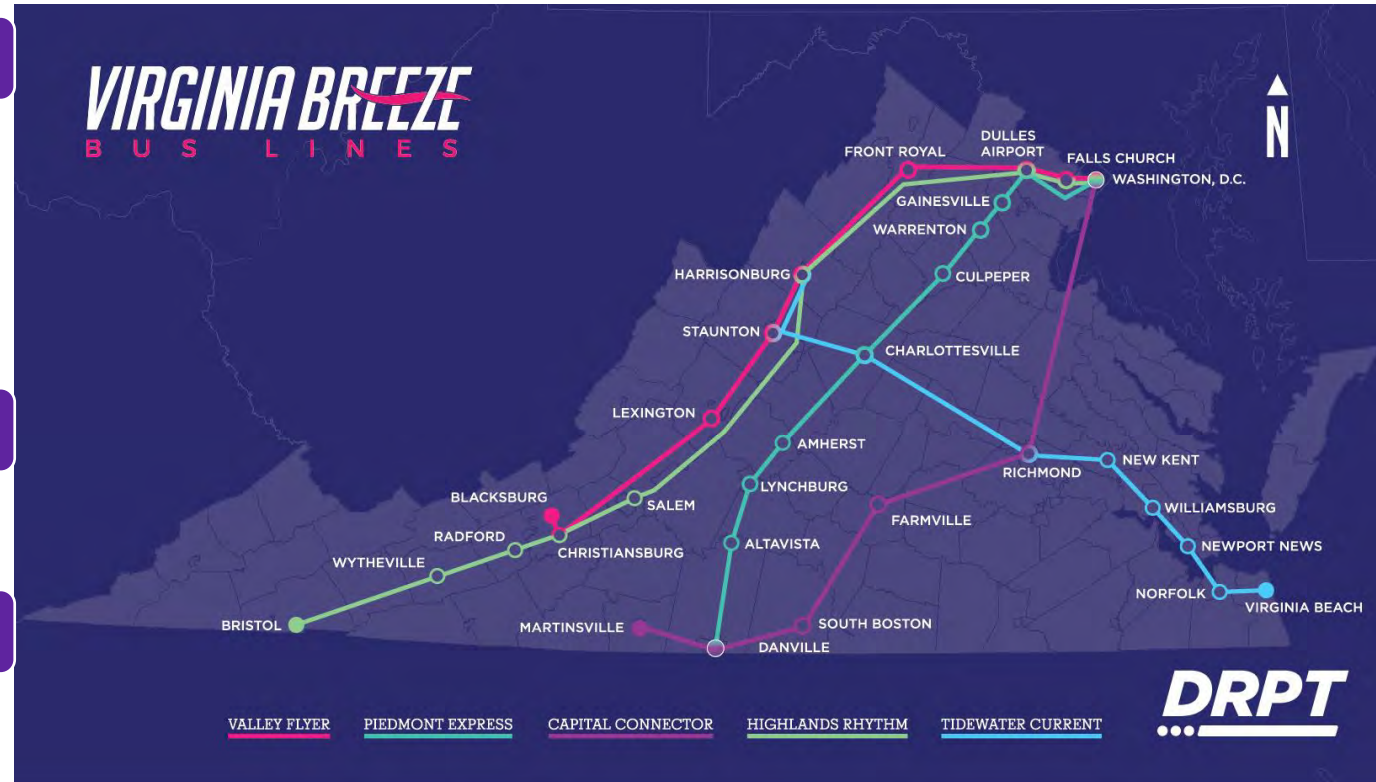 VIRGINIA BREEZE
BUS LINES
N
DULLES
AIRPORT
FRONT ROYAL
FALLS CHURCH
WASHINGTON, D.C.
GAINESVILLE
WARRENTON
HARRISONBURG
CULPEPER
STAUNTON
CHARLOTTESVILLE
LEXINGTON
AMHERST
RICHMOND
NEW KENT
LYNCHBURG
BLACKSBURG
SALEM
FARMVILLE
WILLIAMSBURG
RADFORD
CHRISTIANSBURG
ALTAVISTA
NEWPORT NEWS
WYTHEVILLE
NORFOLK
VIRGINIA BEACH
BRISTOL
MARTINSVILLE
SOUTH BOSTON
DANVILLE
DRPT
VALLEY FLYER
PIEDMONT EXPRESS
CAPITAL CONNECTOR
HIGHLANDS RHYTHM
TIDEWATER CURRENT